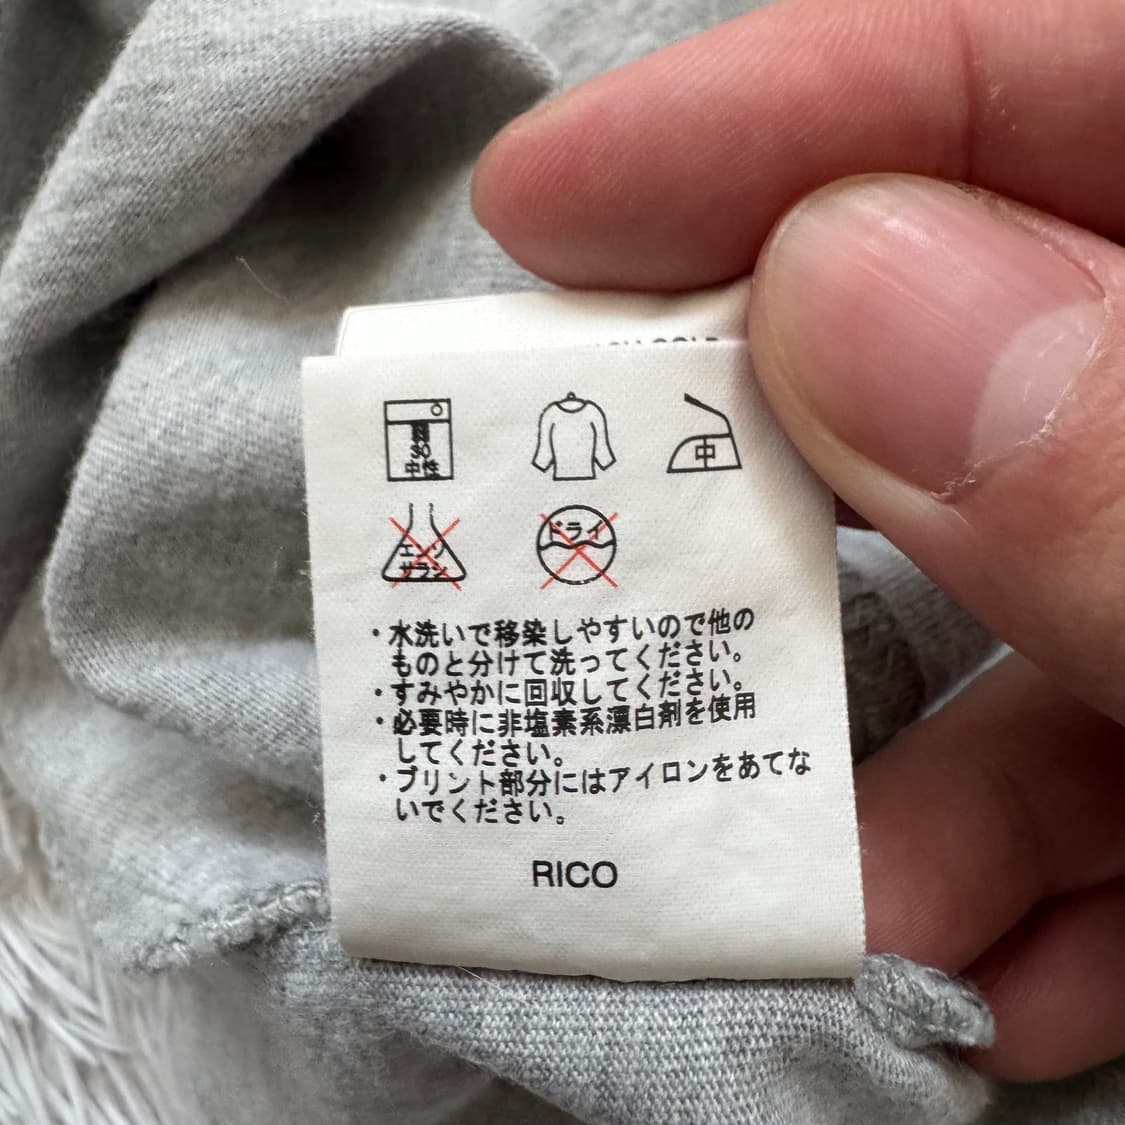 30
中性
中
エンソ
サラシ
ドライ
・水洗いで移染しやすいので他の
ものと分けて洗ってください。
・すみやかに回収してください。
・必要時に非塩素系漂白剤を使用
してください。
・プリント部分にはアイロンをあてな
いでください。
RICO